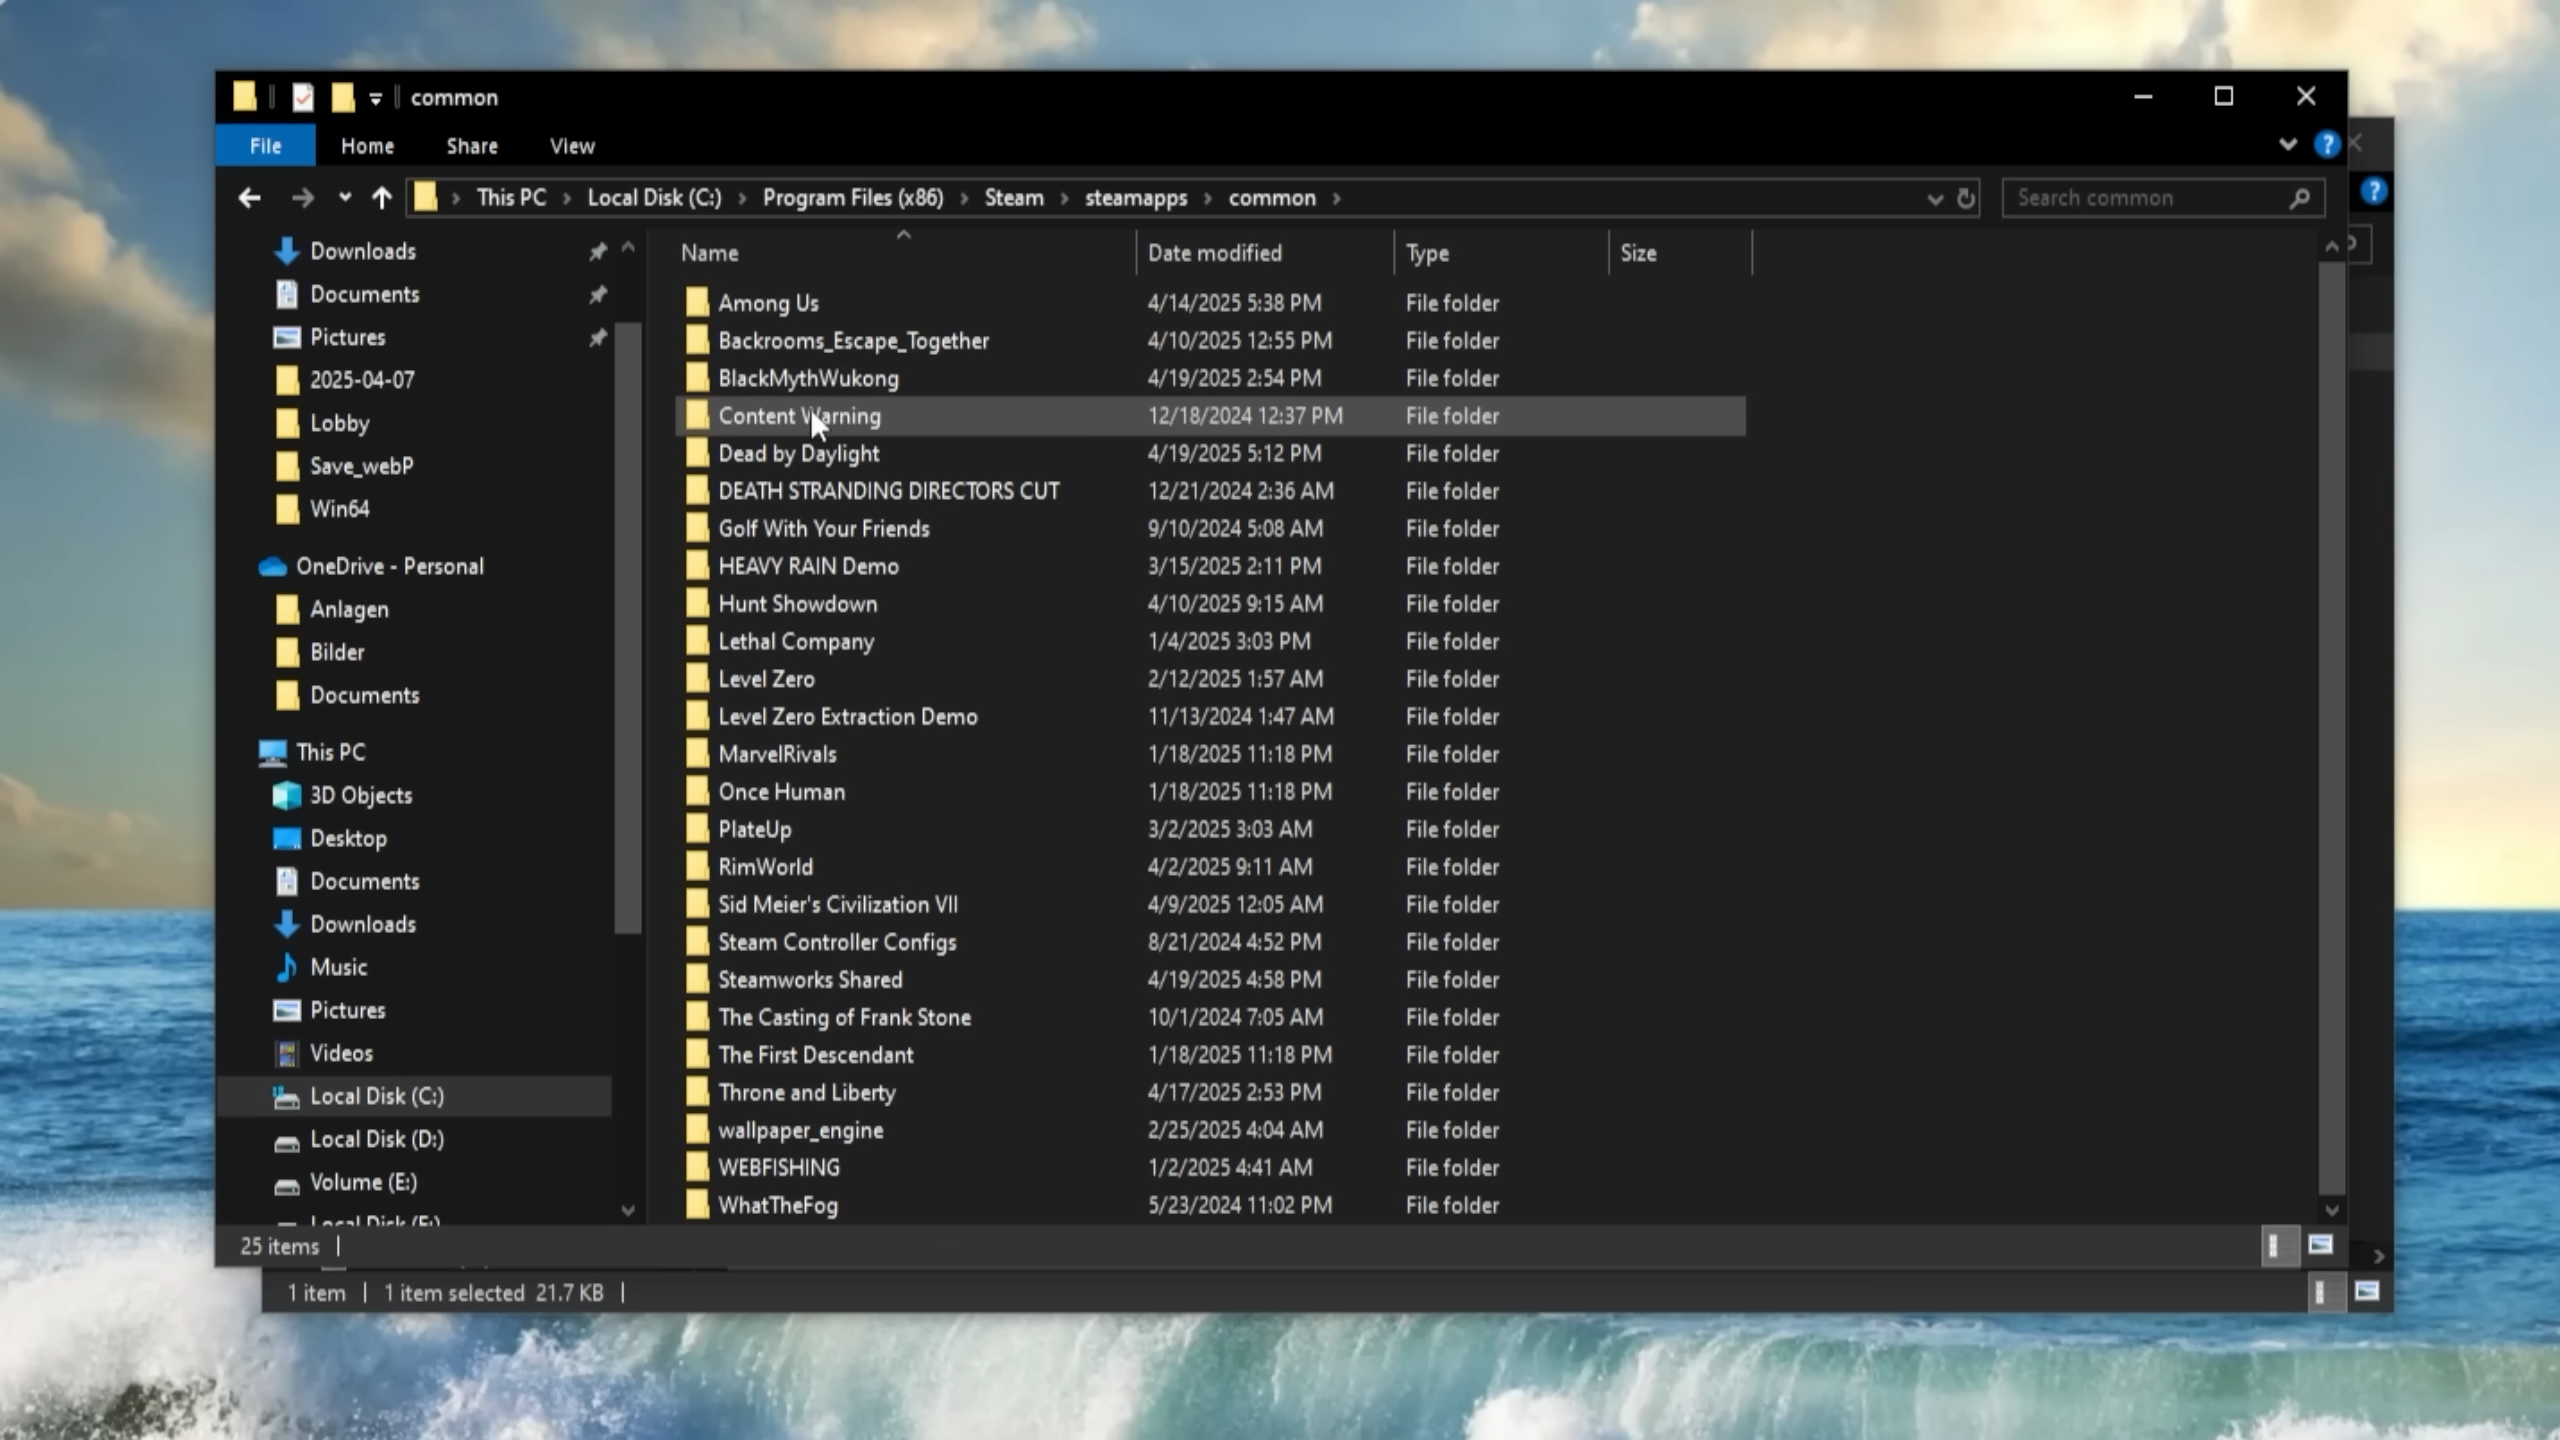 common
File Home Share View
This PC Local Disk (C:) Program Files (x86) Steam steamapps common
Search common
Downloads
Documents
Pictures
2025-04-07
Lobby
Save_webP
Win64
OneDrive - Personal
Anlagen
Bilder
Documents
This PC
3D Objects
Desktop
Documents
Downloads
Music
Pictures
Videos
Local Disk (C:)
Local Disk (D:)
Volume (E:)
Name Date modified Type Size
Among Us 4/14/2025 5:38 PM File folder
Backrooms_Escape_Together 4/10/2025 12:55 PM File folder
BlackMythWukong 4/19/2025 2:54 PM File folder
Content Warning 12/18/2024 12:37 PM File folder
Dead by Daylight 4/19/2025 5:12 PM File folder
DEATH STRANDING DIRECTORS CUT 12/21/2024 2:36 AM File folder
Golf With Your Friends 9/10/2024 5:08 AM File folder
HEAVY RAIN Demo 3/15/2025 2:11 PM File folder
Hunt Showdown 4/10/2025 9:15 AM File folder
Lethal Company 1/4/2025 3:03 PM File folder
Level Zero 2/12/2025 1:57 AM File folder
Level Zero Extraction Demo 11/13/2024 1:47 AM File folder
MarvelRivals 1/18/2025 11:18 PM File folder
Once Human 1/18/2025 11:18 PM File folder
PlateUp 3/2/2025 3:03 AM File folder
RimWorld 4/2/2025 9:11 AM File folder
Sid Meier's Civilization VII 4/9/2025 12:05 AM File folder
Steam Controller Configs 8/21/2024 4:52 PM File folder
Steamworks Shared 4/19/2025 4:58 PM File folder
The Casting of Frank Stone 10/1/2024 7:05 AM File folder
The First Descendant 1/18/2025 11:18 PM File folder
Throne and Liberty 4/17/2025 2:53 PM File folder
wallpaper_engine 2/25/2025 4:04 AM File folder
WEBFISHING 1/2/2025 4:41 AM File folder
WhatTheFog 5/23/2024 11:02 PM File folder
25 items
1 item 1 item selected 21.7 KB